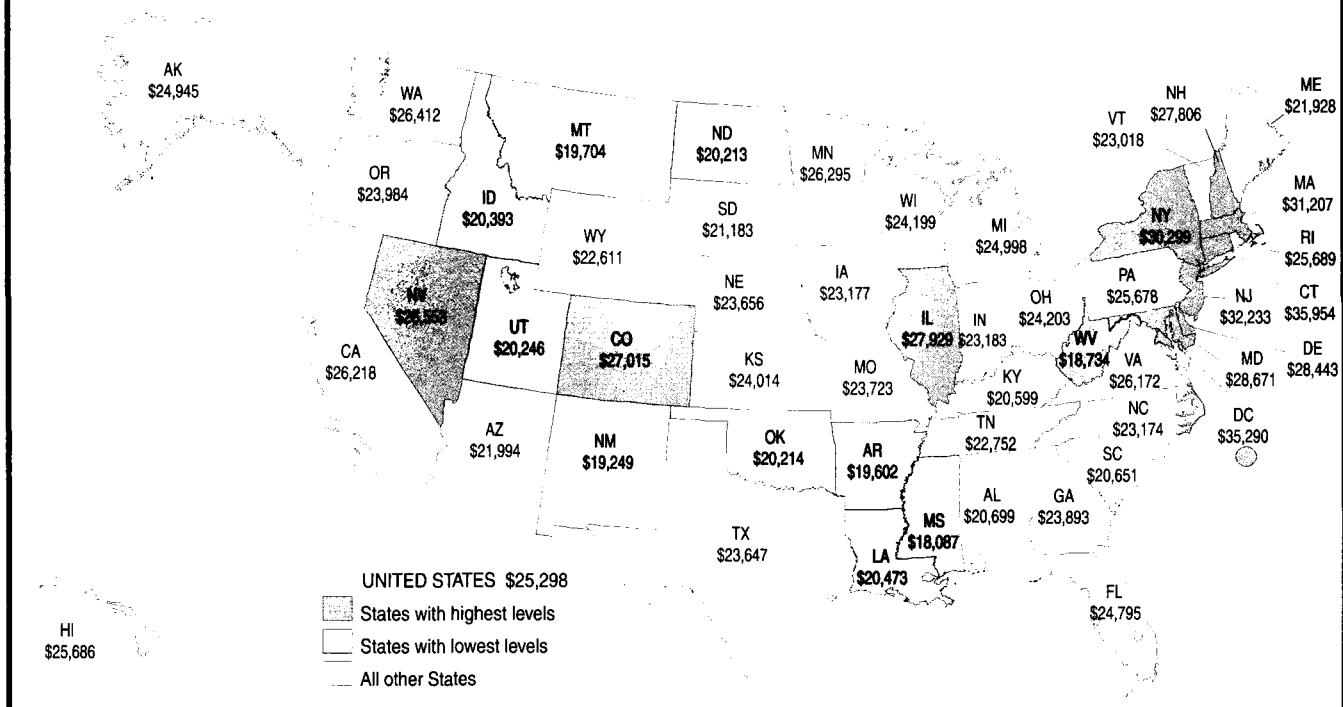 AK
$24,945
WA
$26,412
OR
$23,984
MT
$19,704
ID
$20,393
ND
$20,213
MN
$26,295
SD
$21,183
WY
$22,611
WI
$24,199
MI
$24,998
VT
$23,018
NH
$27,806
ME
$21,928
MA
$31,207
NY
$30,299
RI
$25,689
CT
$35,954
PA
$25,678
NJ
$32,233
DE
$28,443
MD
$28,671
DC
$35,290
NV
UT
$20,246
CO
$27,015
NE
$23,656
IA
$23,177
IL
$27,929
IN
$23,183
OH
$24,203
WV
$18,734
VA
$26,172
CA
$26,218
KS
$24,014
MO
$23,723
KY
$20,599
NC
$23,174
TN
$22,752
SC
$20,651
AZ
$21,994
NM
$19,249
OK
$20,214
AR
$19,602
AL
$20,699
GA
$23,893
MS
$18,087
LA
$20,473
TX
$23,647
FL
$24,795
HI
$25,686
UNITED STATES $25,298
States with highest levels
States with lowest levels
All other States